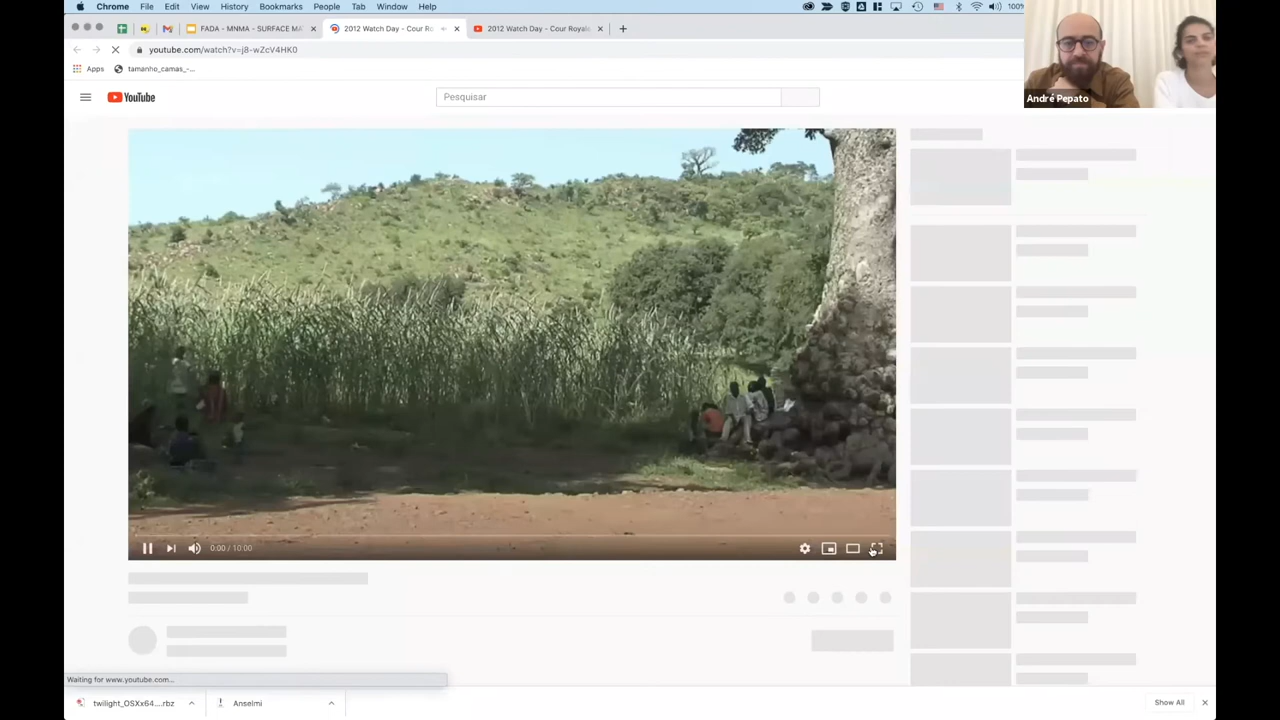 Chrome File Edit View History Bookmarks People Tab Window Help 100%
FADA - MNMA - SURFACE MA
2012 Watch Day - Cour Ro
2012 Watch Day - Cour Royale
youtube.com/watch?v=j8-wZcV4HK0
Apps
tamanho_camas_-...
YouTube
Pesquisar
André Pepato
0:00 / 10:00
Waiting for www.youtube.com...
twilight_OSXx64....rbz
Anselmi
Show All